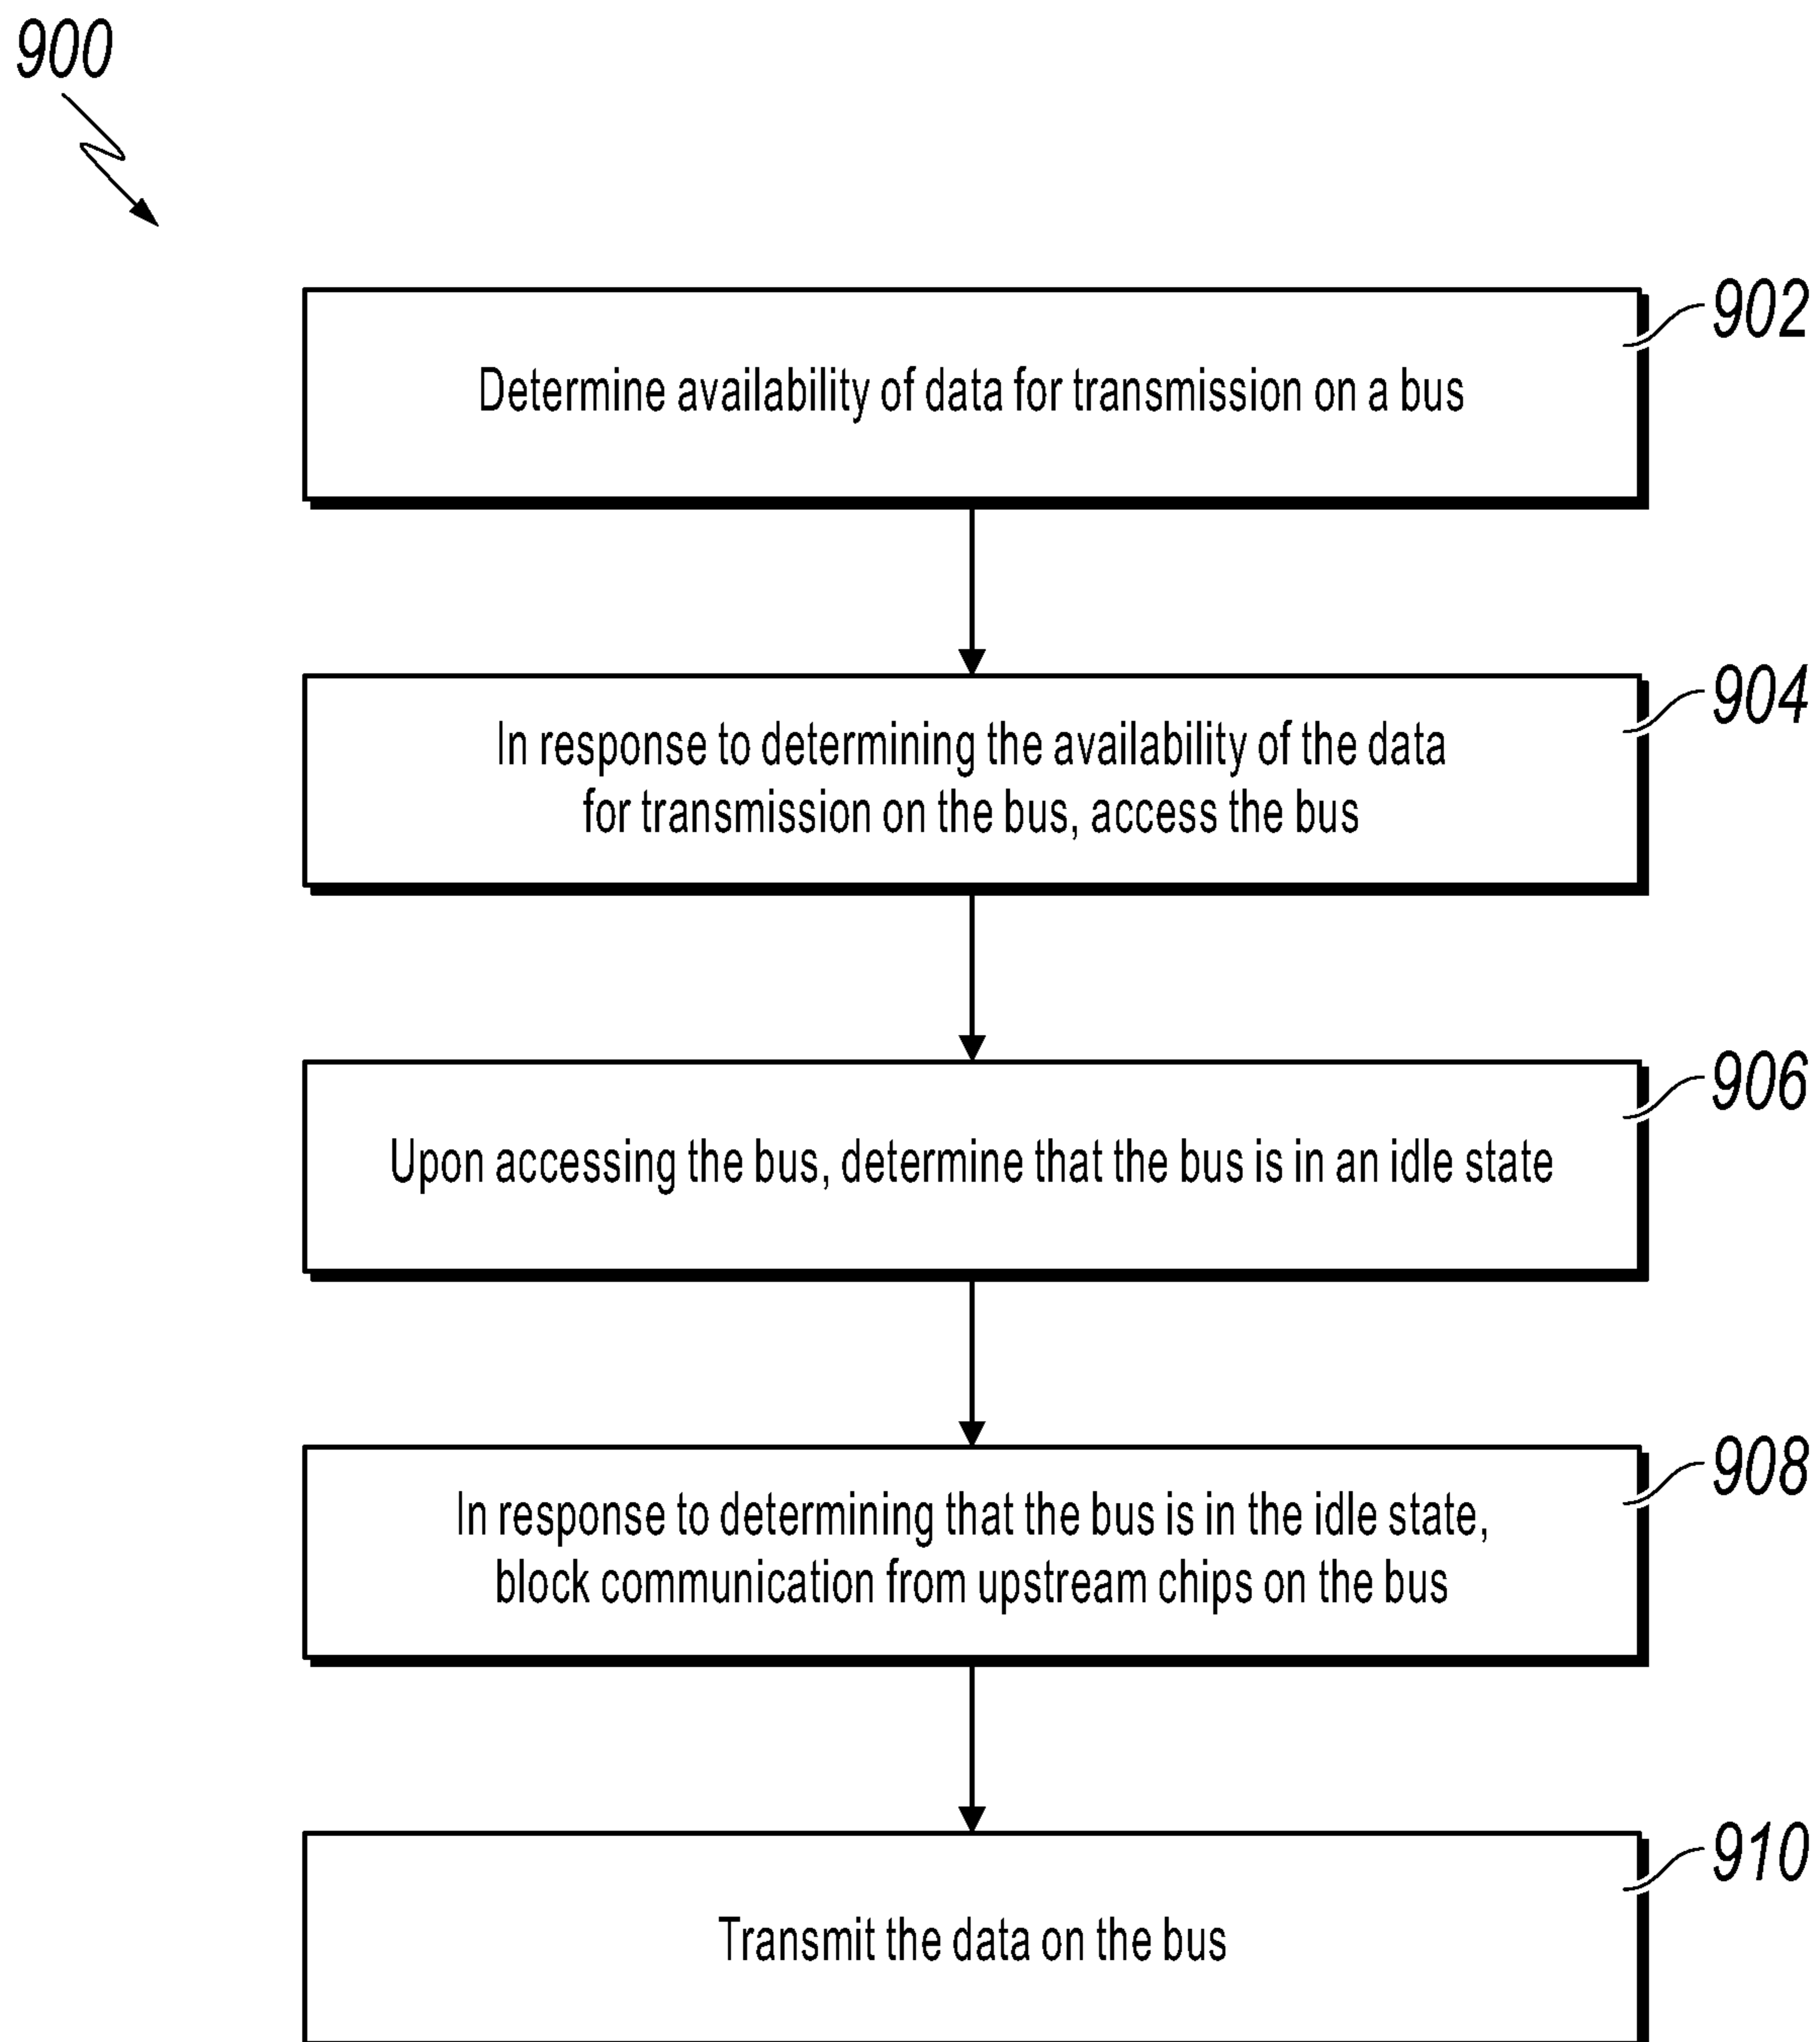 900
902
Determine availability of data for transmission on a bus
904
In response to determining the availability of the data
for transmission on the bus, access the bus
906
Upon accessing the bus, determine that the bus is in an idle state
908
In response to determining that the bus is in the idle state,
block communication from upstream chips on the bus
910
Transmit the data on the bus